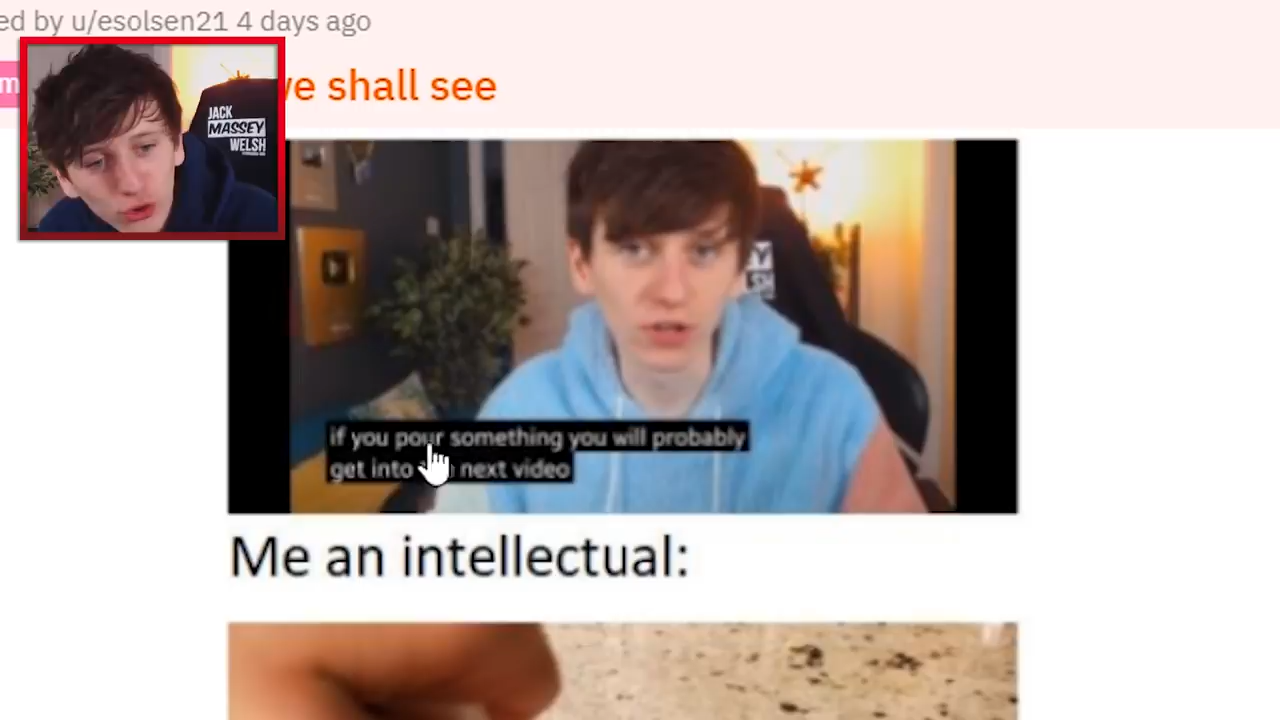 ed by u/esolsen21 4 days ago
m
we shall see
JACK
MASSEY
WELSH
if you pour something you will probably
get into next video
Me an intellectual: